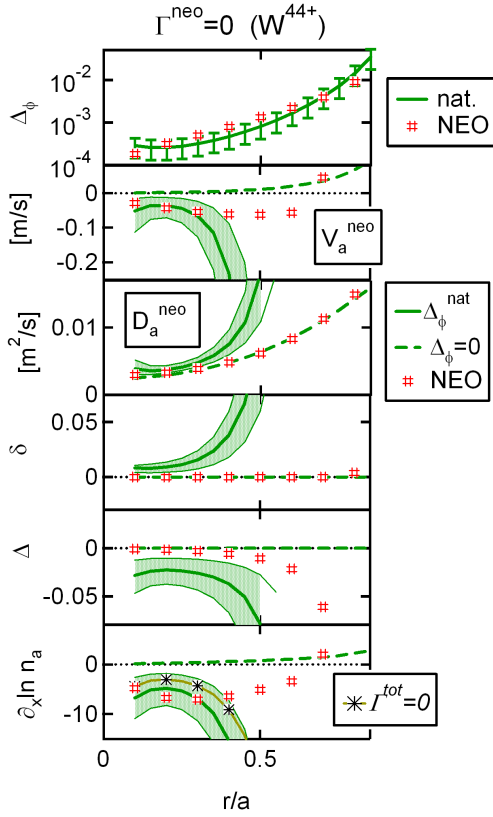 Γ^neo=0 (W^44+)
Δ_ϕ
10^-2
10^-3
10^-4
nat.
NEO
[m/s]
0
-0.1
-0.2
V_a^neo
[m^2/s]
0.01
0
D_a^neo
Δ_ϕ^nat
Δ_ϕ=0
NEO
δ
0.05
0
Δ
0
-0.05
∂_x ln n_a
0
-10
Γ^tot=0
0
0.5
r/a